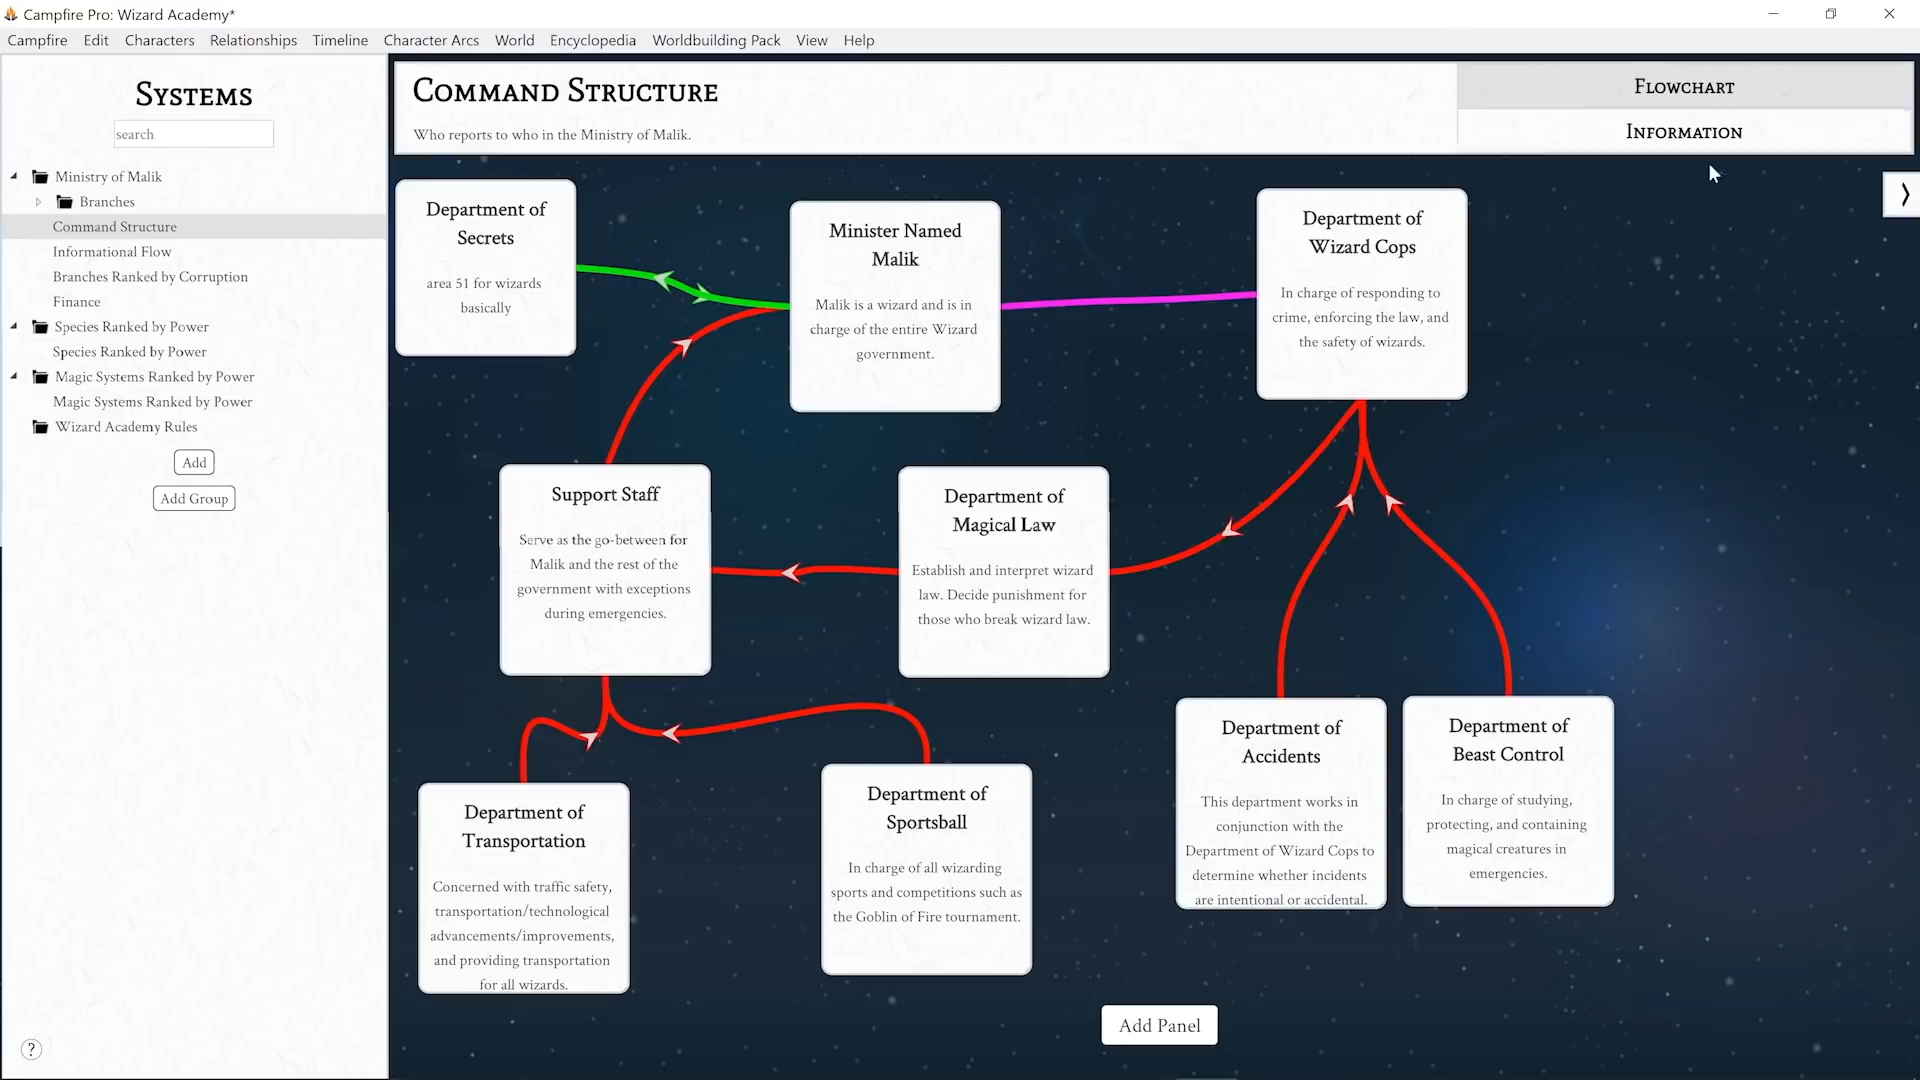 Campfire Pro: Wizard Academy*
Campfire Edit Characters Relationships Timeline Character Arcs World Encyclopedia Worldbuilding Pack View Help
Systems
search
Ministry of Malik
Branches
Command Structure
Informational Flow
Branches Ranked by Corruption
Finance
Species Ranked by Power
Species Ranked by Power
Magic Systems Ranked by Power
Magic Systems Ranked by Power
Wizard Academy Rules
Add
Add Group
?
Command Structure
Who reports to who in the Ministry of Malik.
Flowchart
Information
Department of
Secrets
area 51 for wizards
basically
Minister Named
Malik
Malik is a wizard and is in
charge of the entire Wizard
government.
Department of
Wizard Cops
In charge of responding to
crime, enforcing the law, and
the safety of wizards.
Support Staff
Serve as the go-between for
Malik and the rest of the
government with exceptions
during emergencies.
Department of
Magical Law
Establish and interpret wizard
law. Decide punishment for
those who break wizard law.
Department of
Transportation
Concerned with traffic safety,
transportation/technological
advancements/improvements,
and providing transportation
for all wizards.
Department of
Sportsball
In charge of all wizarding
sports and competitions such as
the Goblin of Fire tournament.
Department of
Accidents
This department works in
conjunction with the
Department of Wizard Cops to
determine whether incidents
are intentional or accidental.
Department of
Beast Control
In charge of studying,
protecting, and containing
magical creatures in
emergencies.
Add Panel